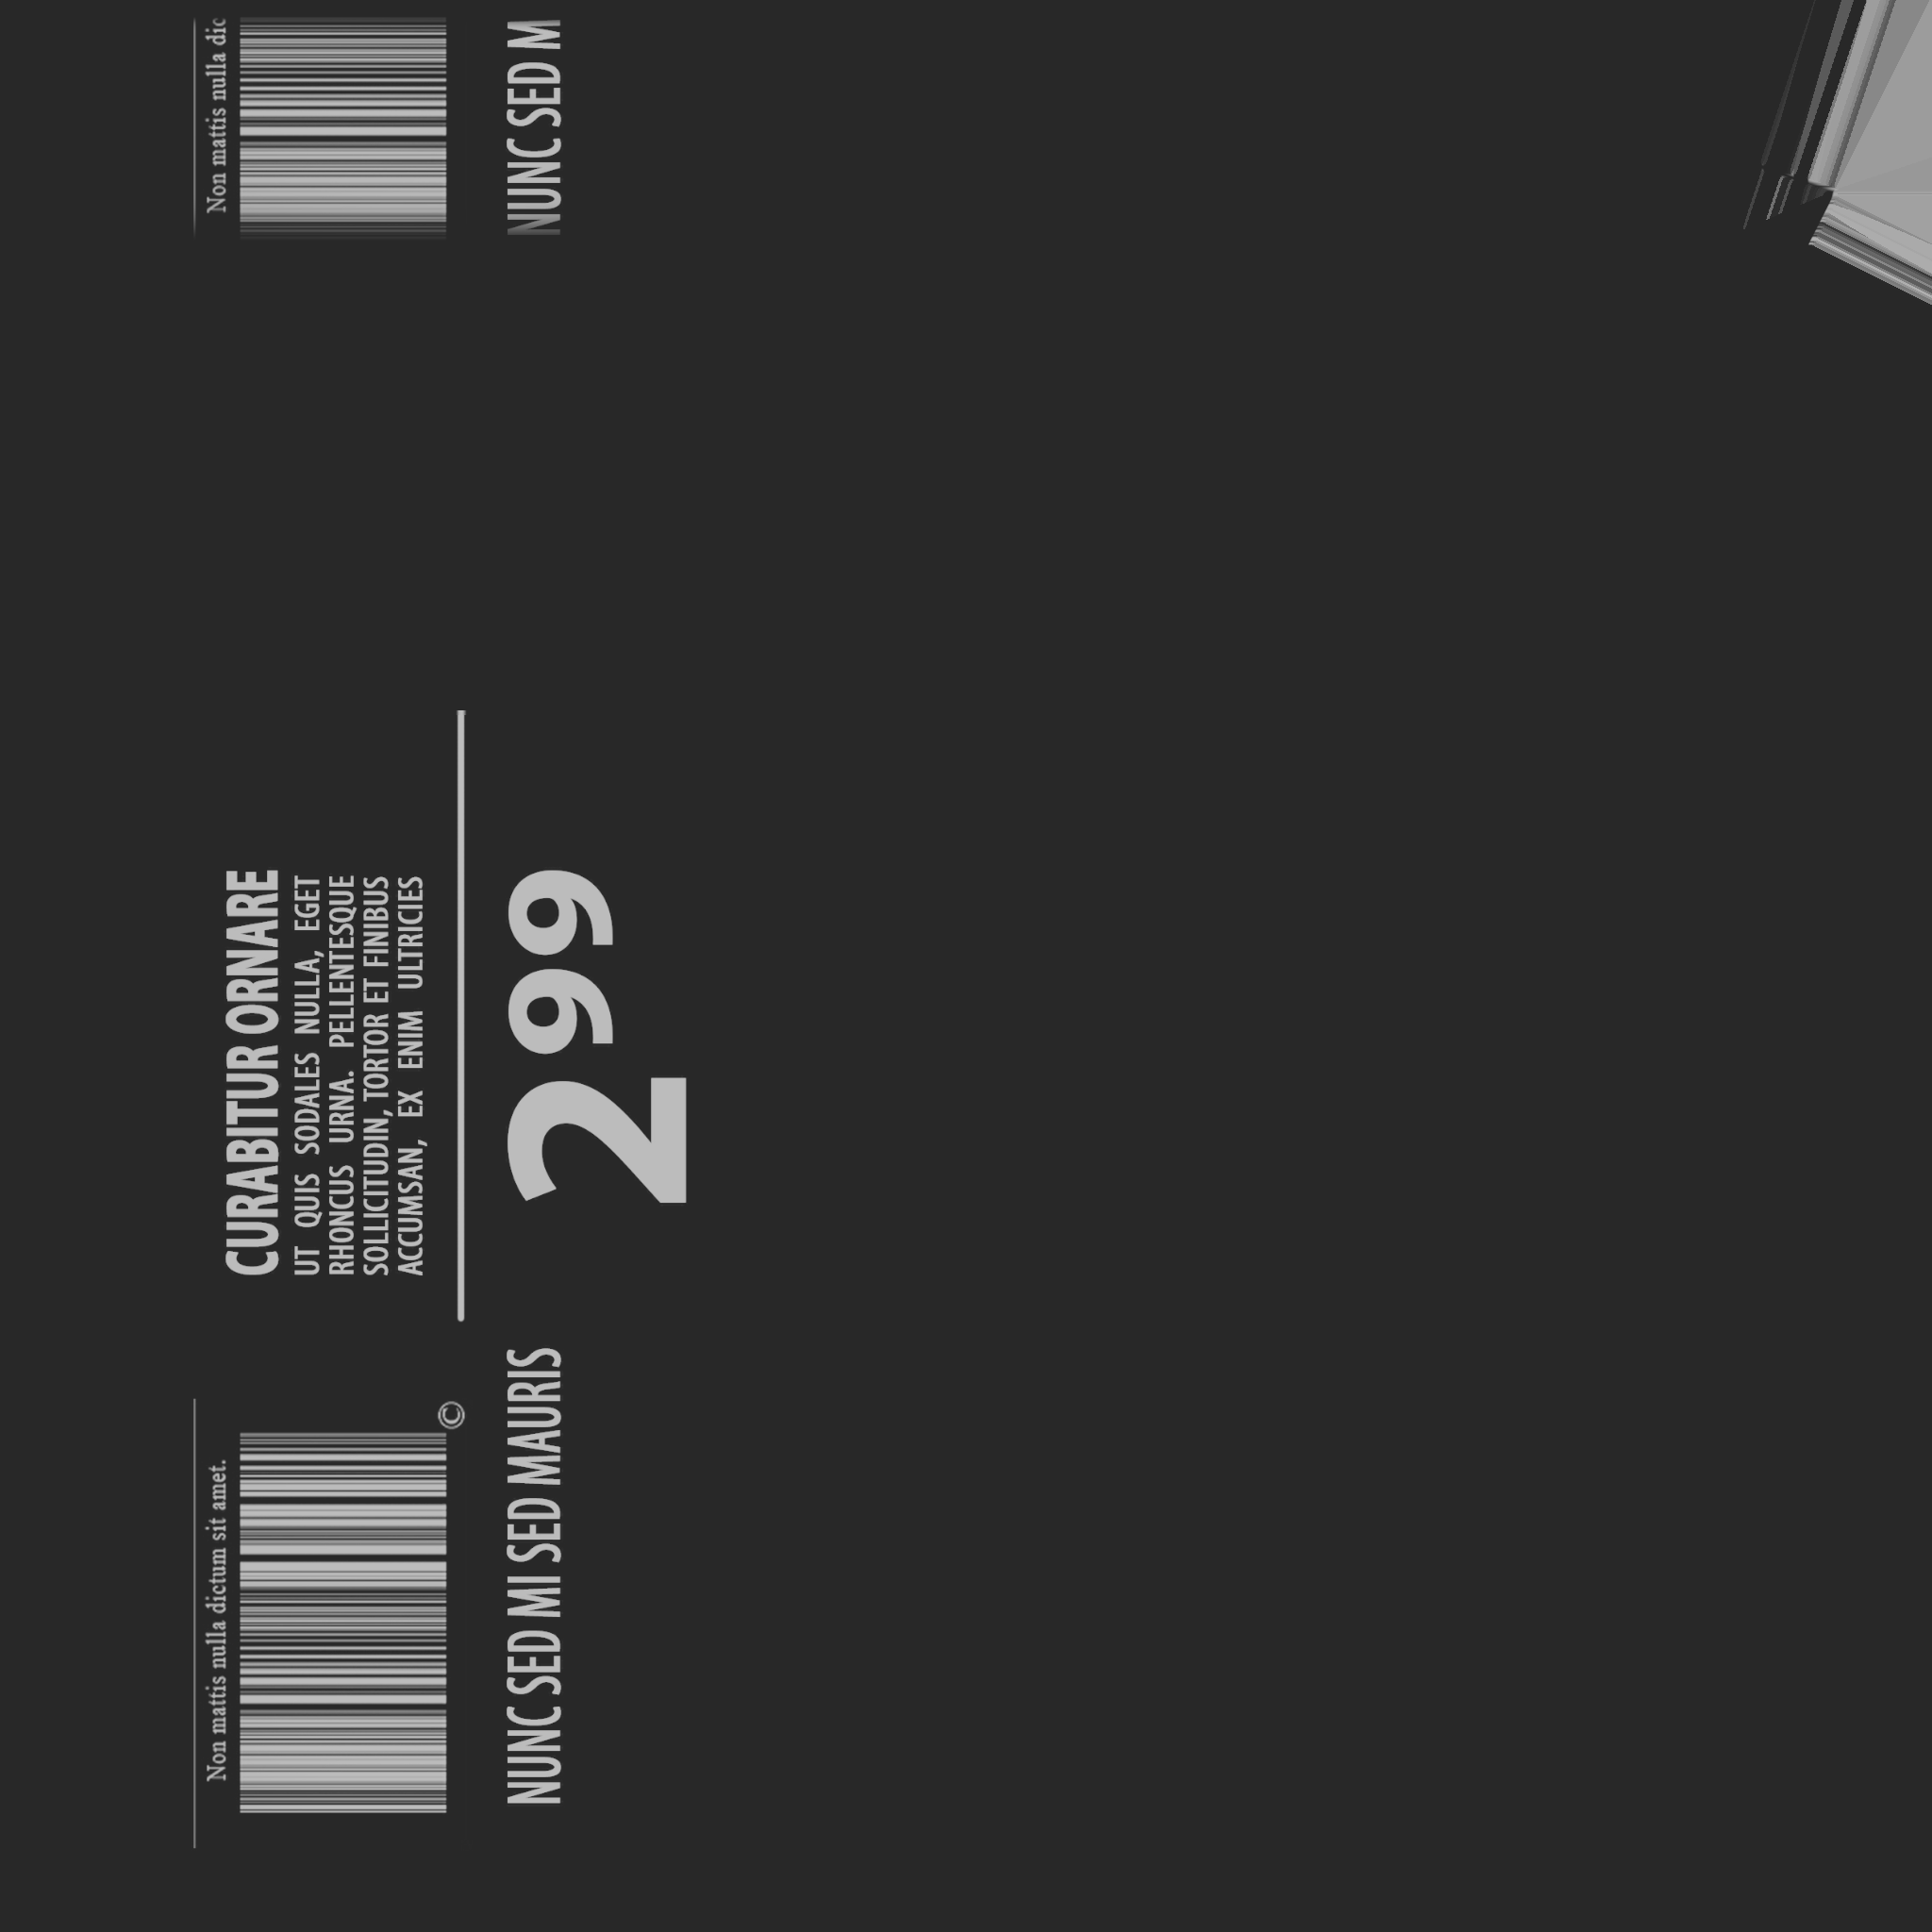 Non mattis nulla dic
NUNC SED M
CURABITUR ORNARE
UT QUIS SODALES NULLA, EGET
RHONCUS URNA. PELLENTESQUE
SOLLICITUDIN, TORTOR ET FINIBUS
ACCUMSAN, EX ENIM ULTRICIES
299
Non mattis nulla dictum sit amet.
©
NUNC SED MI SED MAURIS